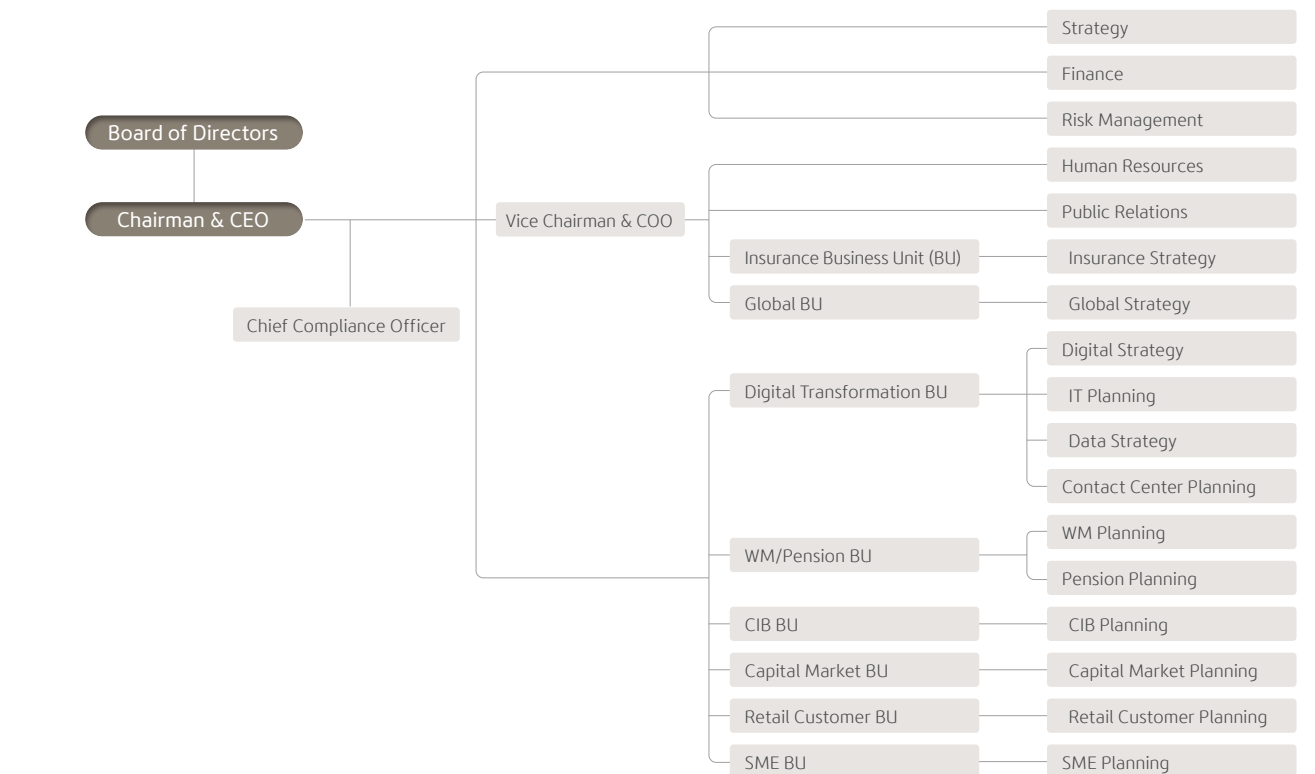 Board of Directors
Chairman & CEO
Chief Compliance Officer
Vice Chairman & COO
Strategy
Finance
Risk Management
Human Resources
Public Relations
Insurance Business Unit (BU)
Insurance Strategy
Global BU
Global Strategy
Digital Transformation BU
Digital Strategy
IT Planning
Data Strategy
Contact Center Planning
WM/Pension BU
WM Planning
Pension Planning
CIB BU
CIB Planning
Capital Market BU
Capital Market Planning
Retail Customer BU
Retail Customer Planning
SME BU
SME Planning